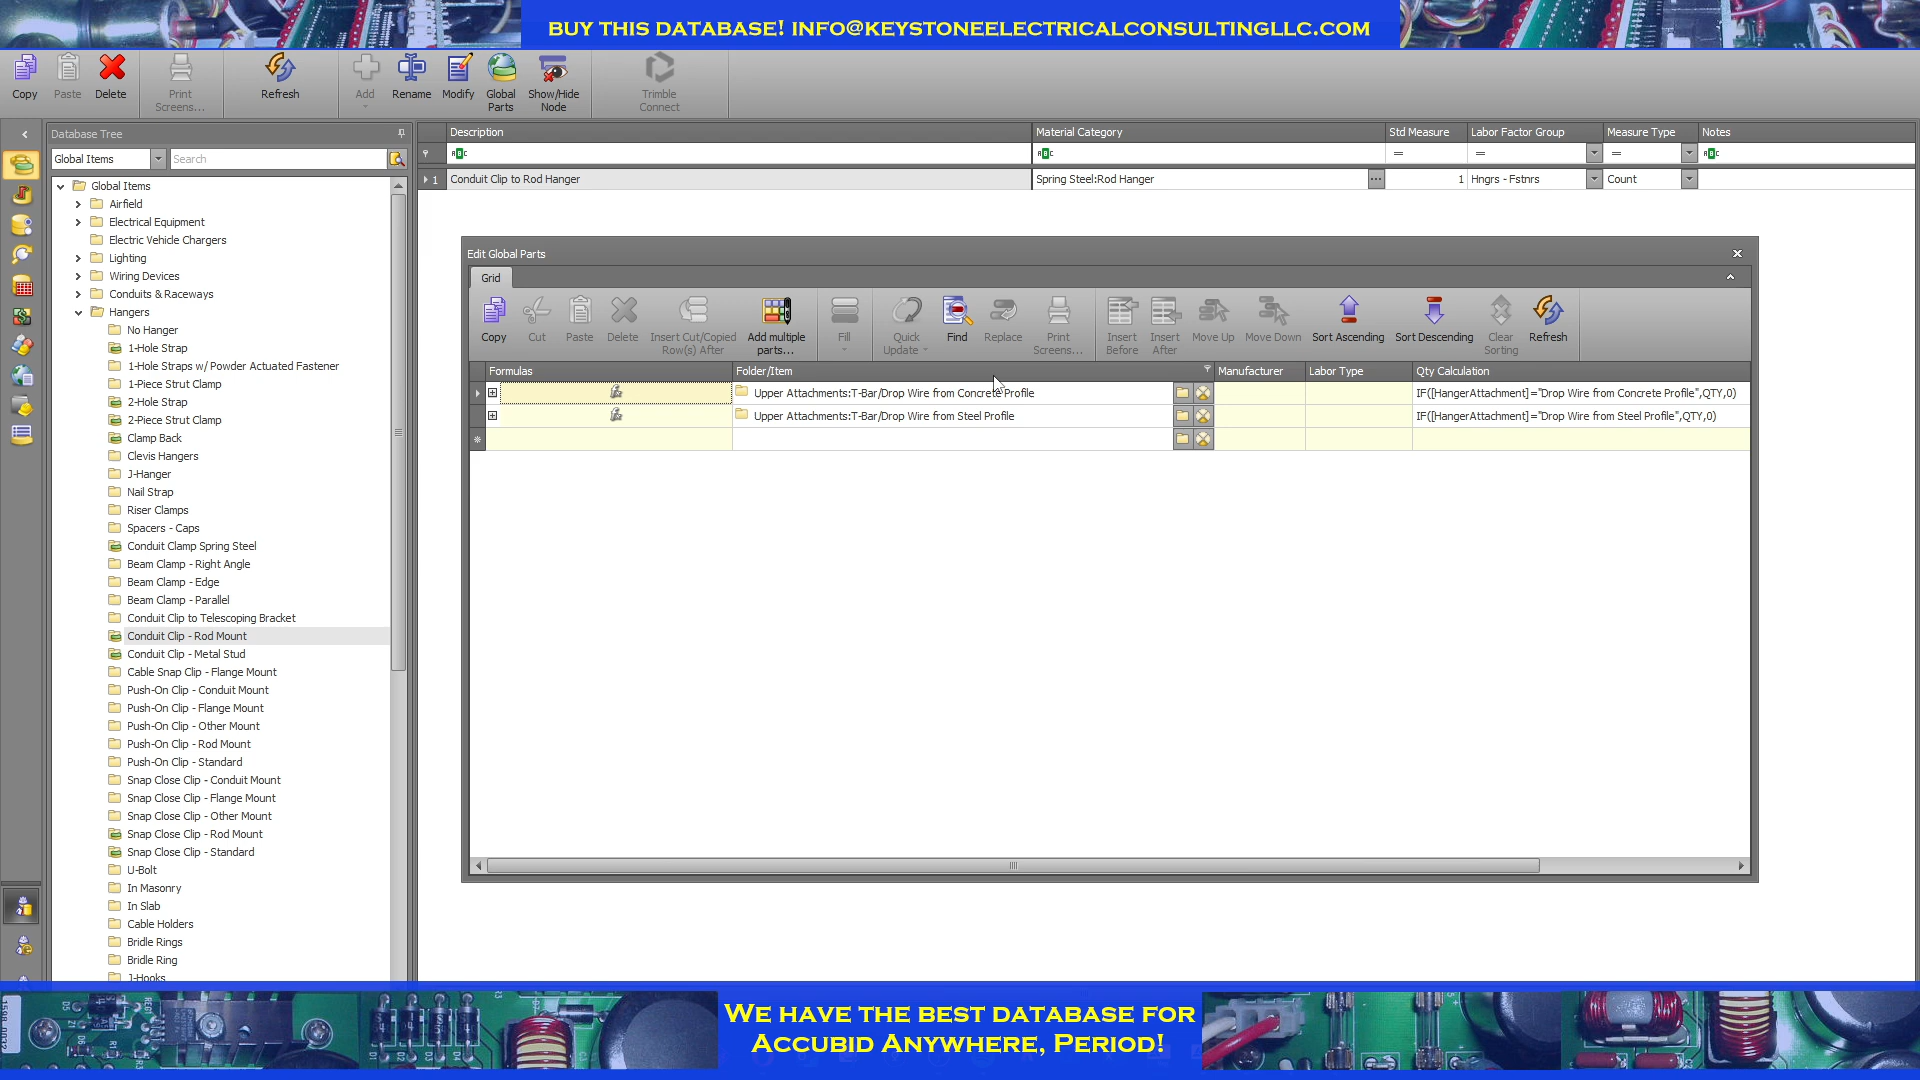 BUY THIS DATABASE! INFO@KEYSTONEELECTRICALCONSULTINGLLC.COM
Copy Paste Delete Print Screens... Refresh Add Rename Modify Global Parts Show/Hide Node Trimble Connect
Database Tree
Global Items Search
Global Items
Airfield
Electrical Equipment
Electric Vehicle Chargers
Lighting
Wiring Devices
Conduits & Raceways
Hangers
No Hanger
1-Hole Strap
1-Hole Straps w/ Powder Actuated Fastener
1-Piece Strut Clamp
2-Hole Strap
2-Piece Strut Clamp
Clamp Back
Clevis Hangers
J-Hanger
Nail Strap
Riser Clamps
Spacers - Caps
Conduit Clamp Spring Steel
Beam Clamp - Right Angle
Beam Clamp - Edge
Beam Clamp - Parallel
Conduit Clip to Telescoping Bracket
Conduit Clip - Rod Mount
Conduit Clip - Metal Stud
Cable Snap Clip - Flange Mount
Push-On Clip - Conduit Mount
Push-On Clip - Flange Mount
Push-On Clip - Other Mount
Push-On Clip - Rod Mount
Push-On Clip - Standard
Snap Close Clip - Conduit Mount
Snap Close Clip - Flange Mount
Snap Close Clip - Other Mount
Snap Close Clip - Rod Mount
Snap Close Clip - Standard
U-Bolt
In Masonry
In Slab
Cable Holders
Bridle Rings
Bridle Ring
J-Hooks
Description Material Category Std Measure Labor Factor Group Measure Type Notes
ABC ABC = = = ABC
1 Conduit Clip to Rod Hanger Spring Steel:Rod Hanger ... 1 Hngrs - Fstnrs Count
Edit Global Parts
Grid
Copy Cut Paste Delete Insert Cut/Copied Row(s) After Add multiple parts... Fill Quick Update Find Replace Print Screens... Insert Before Insert After Move Up Move Down Sort Ascending Sort Descending Clear Sorting Refresh
Formulas Folder/Item Manufacturer Labor Type Qty Calculation
Upper Attachments:T-Bar/Drop Wire from Concrete Profile IF([HangerAttachment]="Drop Wire from Concrete Profile",QTY,0)
Upper Attachments:T-Bar/Drop Wire from Steel Profile IF([HangerAttachment]="Drop Wire from Steel Profile",QTY,0)
WE HAVE THE BEST DATABASE FOR
ACCUBID ANYWHERE, PERIOD!